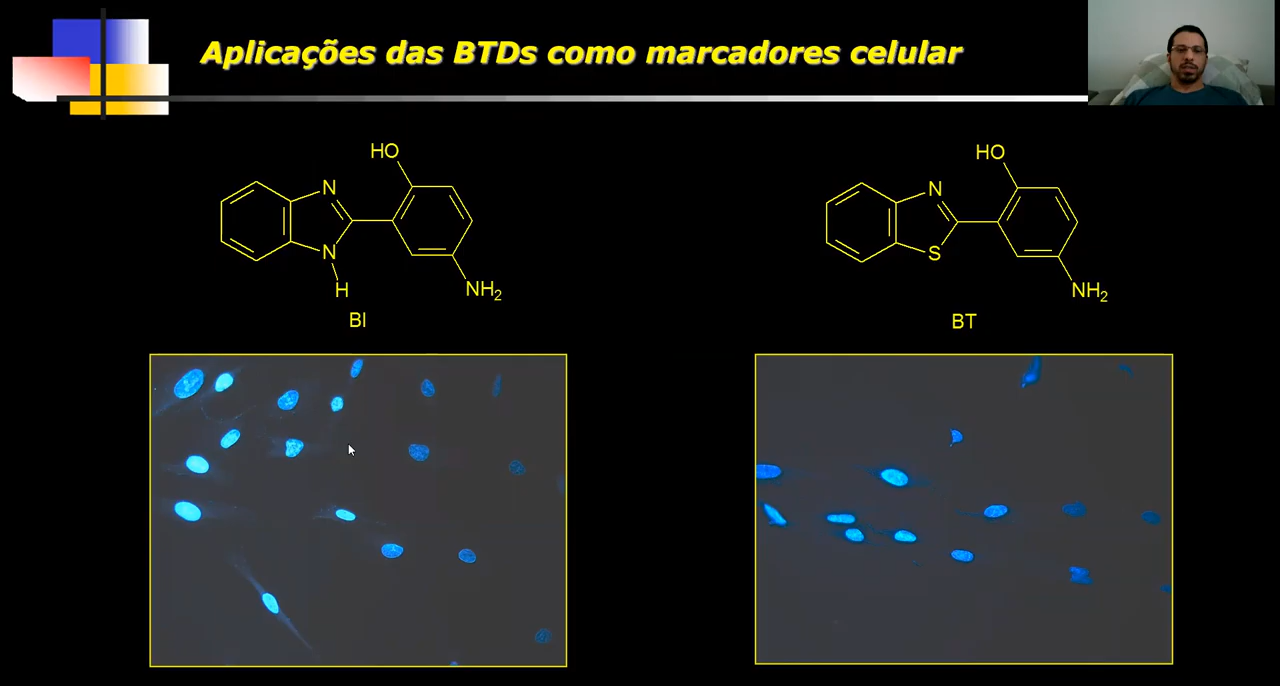 Aplicações das BTDs como marcadores celular
HO
N
N
H
NH2
BI
HO
N
S
NH2
BT